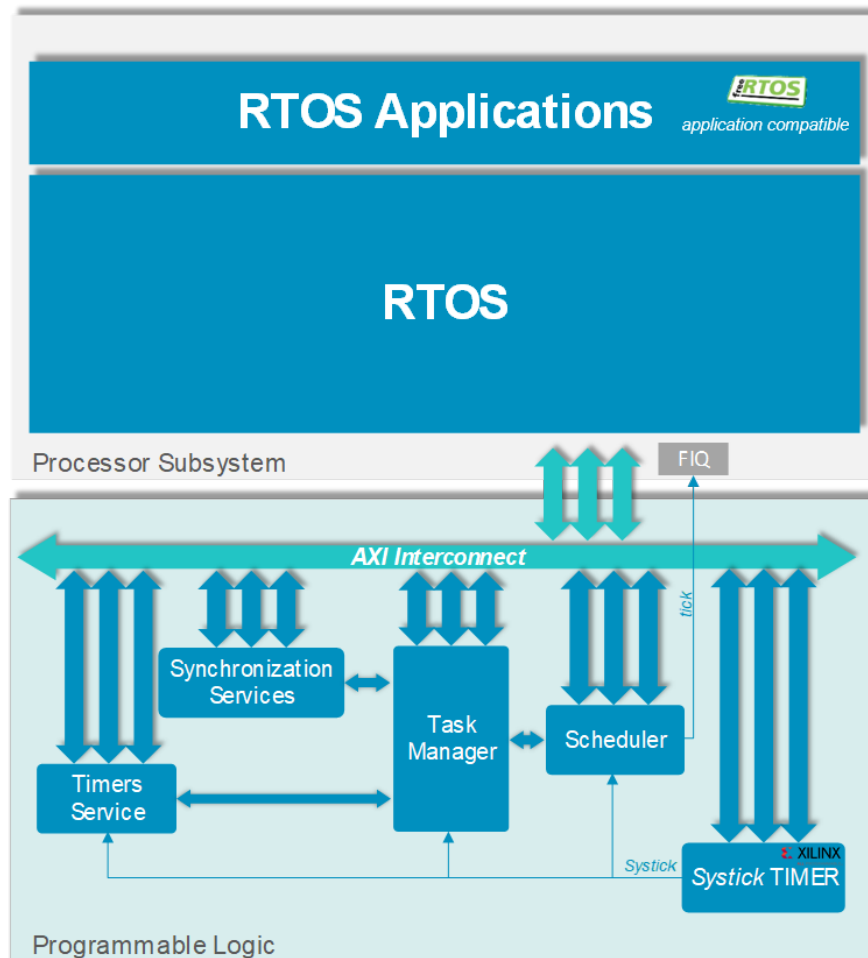 RTOS Applications
freeRTOS
application compatible
RTOS
Processor Subsystem
FIQ
AXI Interconnect
tick
Synchronization
Services
Task
Manager
Scheduler
Timers
Service
Systick
XILINX
Systick TIMER
Programmable Logic